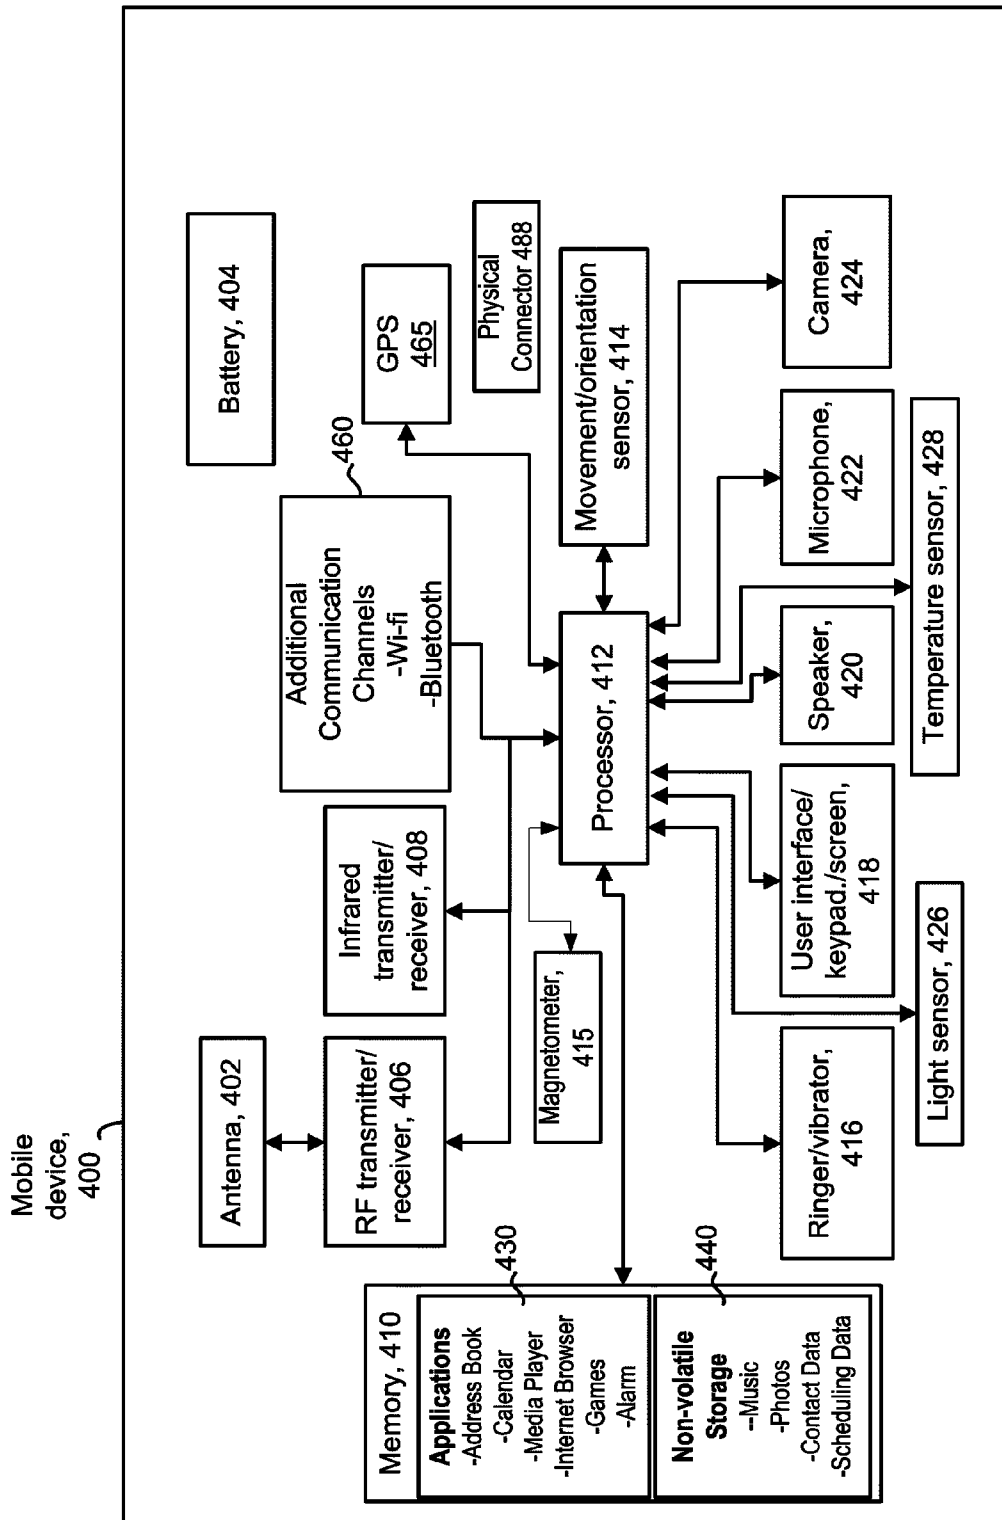 Mobile
device,
400
Antenna, 402
Battery, 404
RF transmitter/
receiver, 406
Infrared
transmitter/
receiver, 408
Additional
Communication
Channels
-Wi-fi
-Bluetooth
460
GPS
465
Physical
Connector 488
Memory, 410
430
Applications
-Address Book
-Calendar
-Media Player
-Internet Browser
-Games
-Alarm
440
Non-volatile
Storage
--Music
-Photos
-Contact Data
-Scheduling Data
Magnetometer,
415
Processor, 412
Movement/orientation
sensor, 414
Ringer/vibrator,
416
User interface/
keypad./screen,
418
Speaker,
420
Microphone,
422
Camera,
424
Light sensor, 426
Temperature sensor, 428